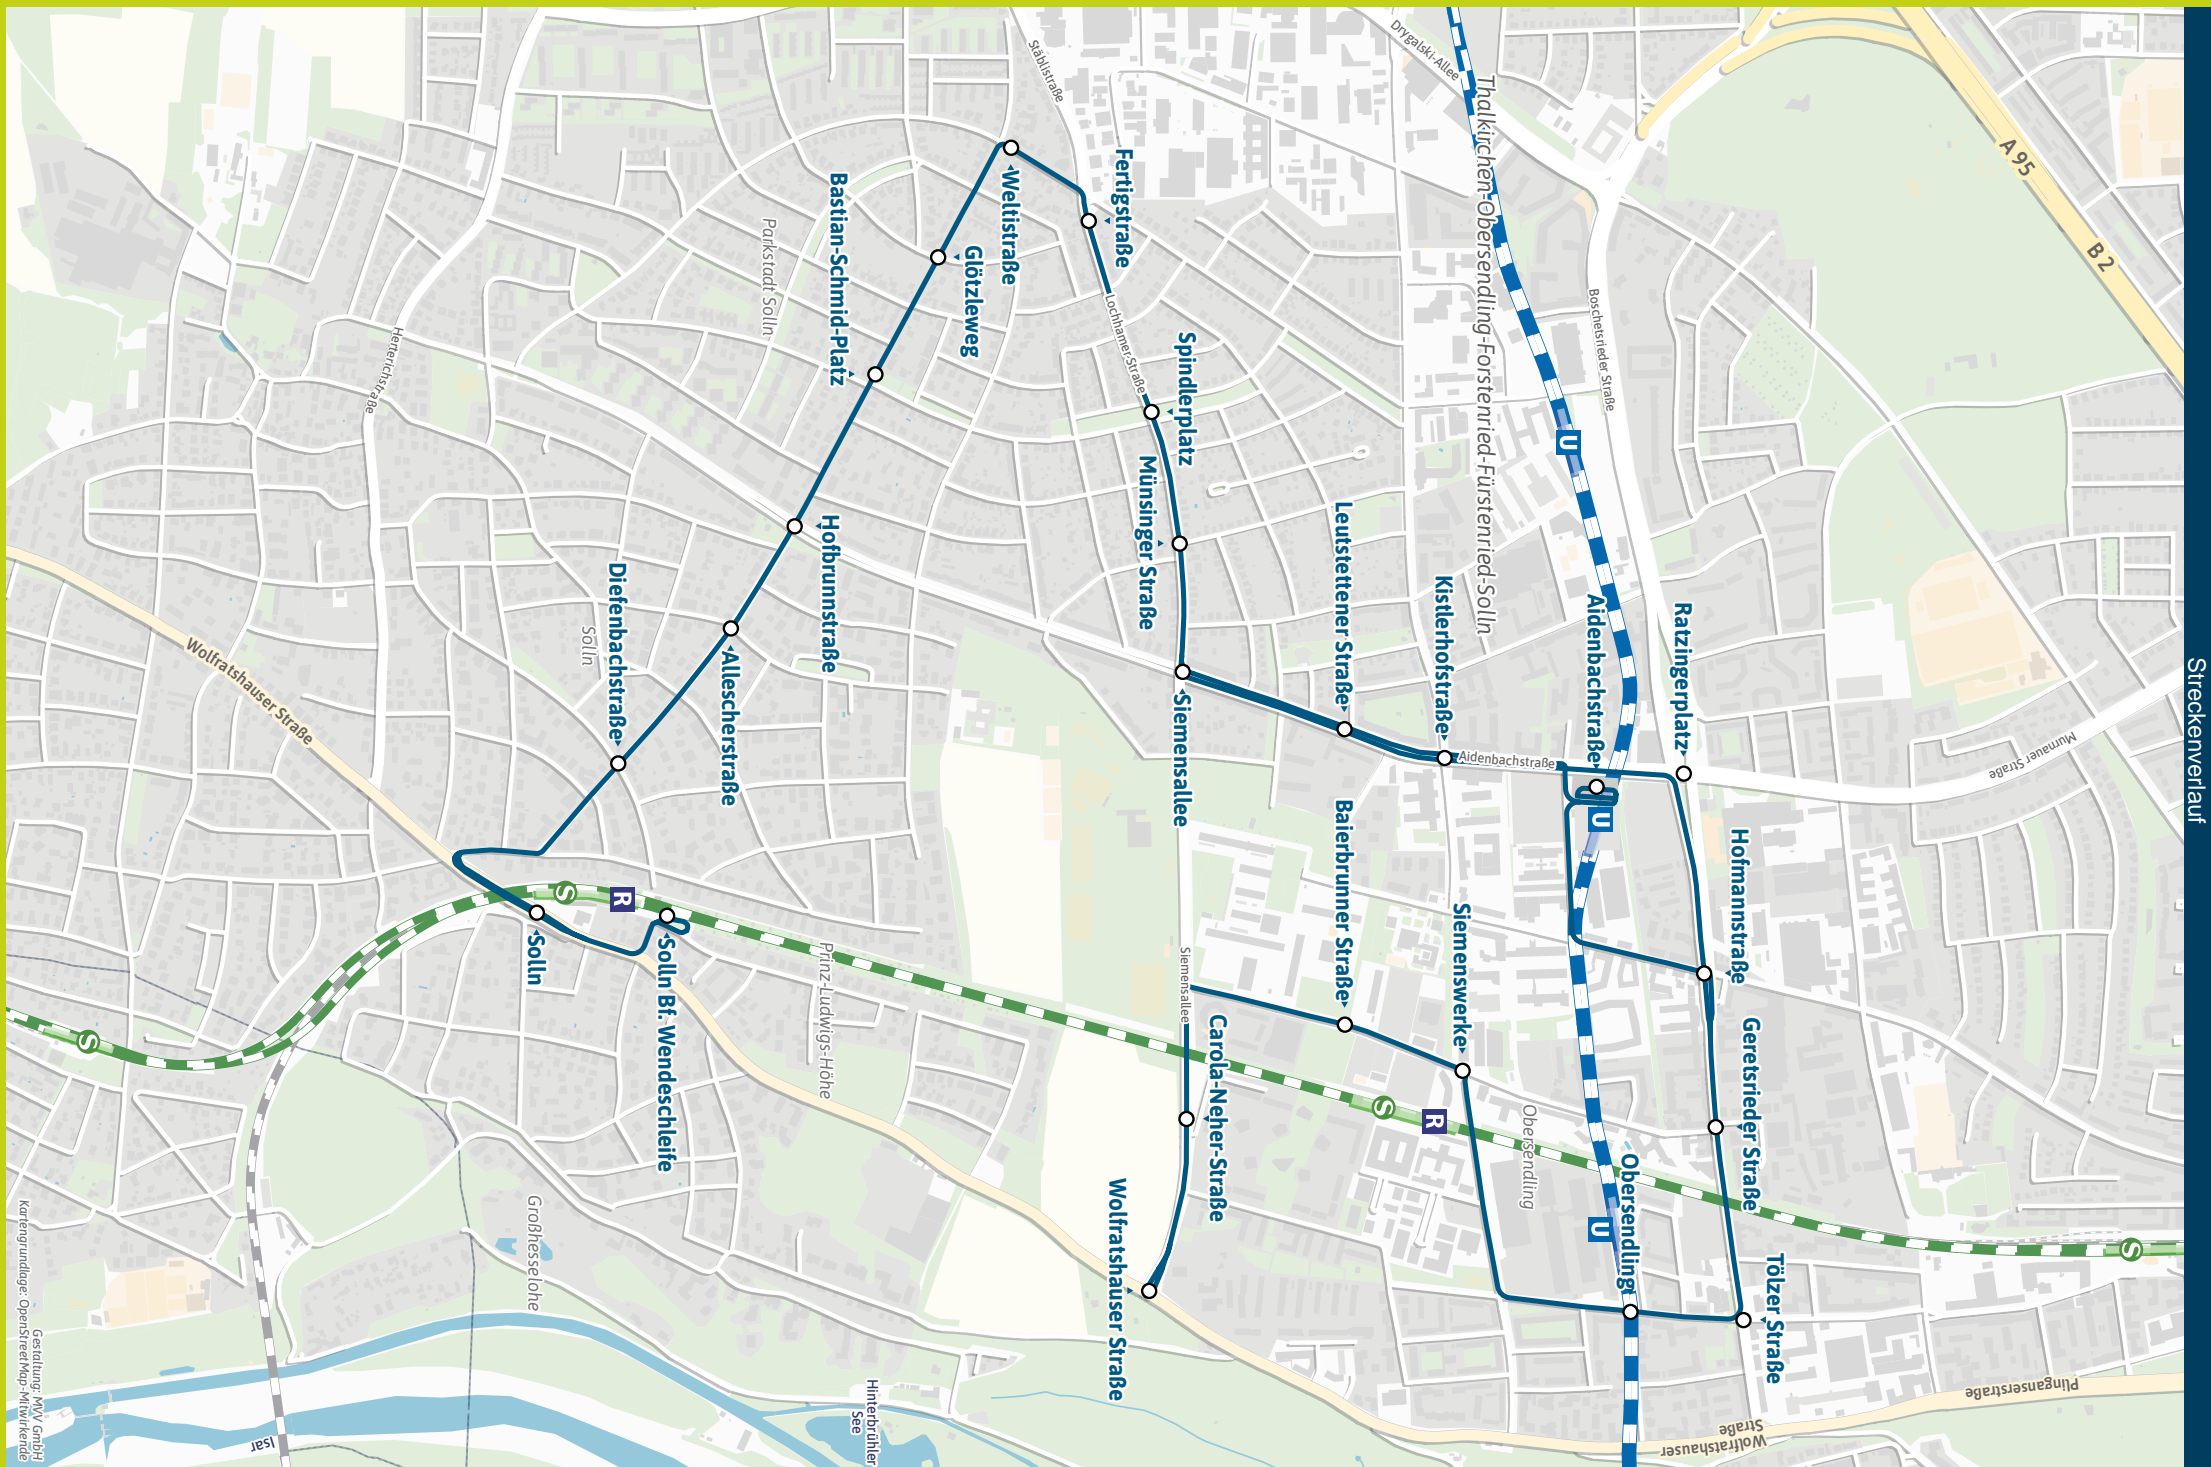 Streckenverlauf
A 95
B 2
Drygalski-Allee
Stäblistraße
Thalkirchen-Obersendling-Forstenried-Fürstenried-Solln
Boschetsrieder Straße
Murnauer Straße
Fertigstraße
Weltistraße
Glötzleweg
Bastian-Schmid-Platz
Parkstadt Solln
Lochhamer-Straße
Spindlerplatz
Münsinger Straße
Leutstettener Straße
Kistlerhofstraße
Aidenbachstraße
Aidenbachstraße
Ratzingerplatz
U
U
U
Hofbrunnstraße
Allescherstraße
Diefenbachstraße
Solln
Herterichstraße
Wolfratshauser Straße
Siemensallee
Siemensallee
Baierbrunner Straße
Siemenswerke
Hofmannstraße
Geretsrieder Straße
Tölzer Straße
Obersendling
Obersendling
Carola-Neher-Straße
Wolfratshauser Straße
Solln
Solln Bf. Wendeschleife
Prinz-Ludwigs-Höhe
Großhesselohe
S
R
S
S
R
S
Hinterbrühler
See
Isar
Plinganserstraße
Wolfratshauser
Straße
Gestaltung: MVV GmbH
Kartengrundlage: OpenStreetMap-Mitwirkende